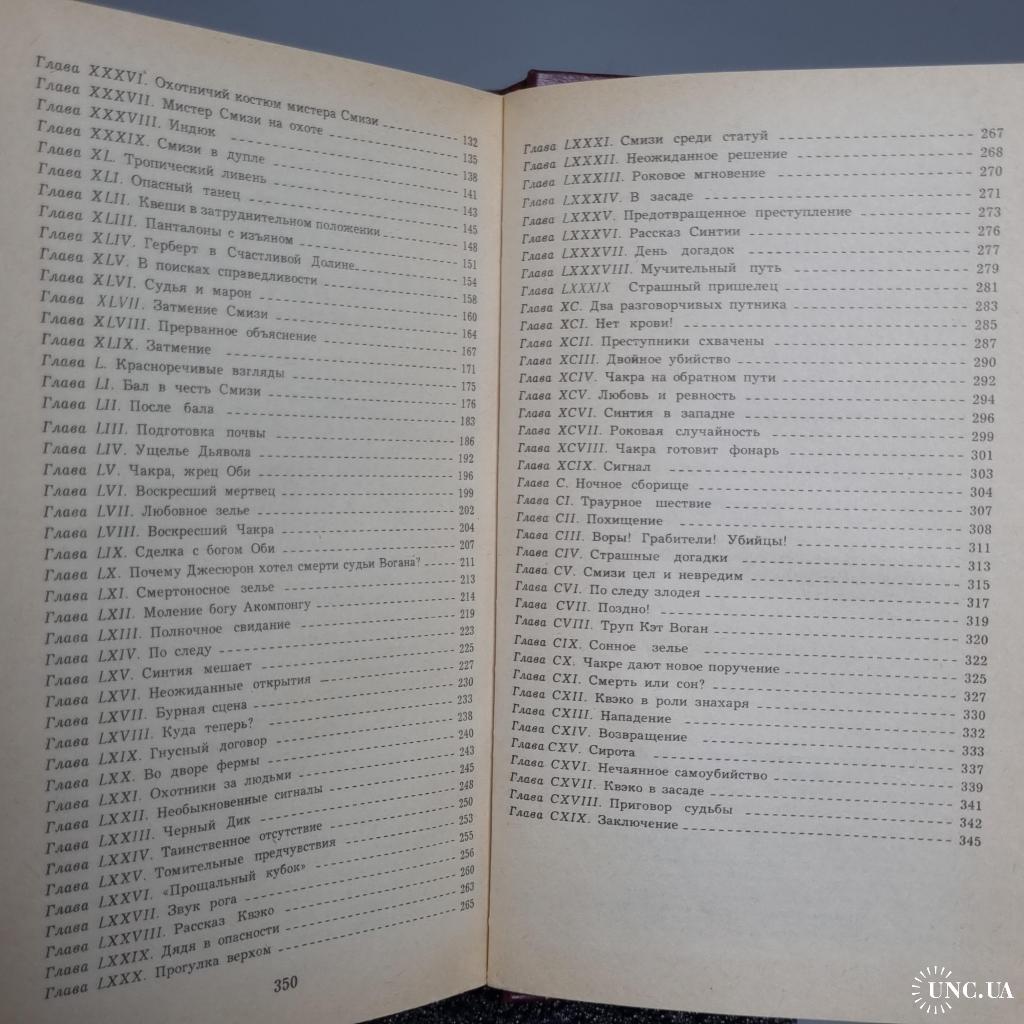 Глава XXXVI. Охотничий костюм мистера Смизи 132
Глава XXXVII. Мистер Смизи на охоте 135
Глава XXXVIII. Индюк 138
Глава XXXIX. Смизи в дупле 141
Глава XL. Тропический ливень 143
Глава XLI. Опасный танец 145
Глава XLII. Квеши в затруднительном положении 148
Глава XLIII. Панталоны с изъяном 151
Глава XLIV. Герберт в Счастливой Долине 154
Глава XLV. В поисках справедливости 158
Глава XLVI. Судья и марон 160
Глава XLVII. Затмение Смизи 164
Глава XLVIII. Прерванное объяснение 167
Глава XLIX. Затмение 171
Глава L. Красноречивые взгляды 175
Глава LI. Бал в честь Смизи 176
Глава LII. После бала 183
Глава LIII. Подготовка почвы 186
Глава LIV. Ущелье Дьявола 192
Глава LV. Чакра, жрец Оби 196
Глава LVI. Воскресший мертвец 199
Глава LVII. Любовное зелье 202
Глава LVIII. Воскресший Чакра 204
Глава LIX. Сделка с богом Оби 207
Глава LX. Почему Джесюрон хотел смерти судьи Вогана? 211
Глава LXI. Смертоносное зелье 213
Глава LXII. Моление богу Акомпонгу 214
Глава LXIII. Полночное свидание 219
Глава LXIV. По следу 223
Глава LXV. Синтия мешает 225
Глава LXVI. Неожиданные открытия 227
Глава LXVII. Бурная сцена 230
Глава LXVIII. Куда теперь? 233
Глава LXIX. Гнусный договор 238
Глава LXX. Во дворе фермы 240
Глава LXXI. Охотники за людьми 243
Глава LXXII. Необыкновенные сигналы 245
Глава LXXIII. Черный Дик 248
Глава LXXIV. Таинственное отсутствие 250
Глава LXXV. Томительные предчувствия 253
Глава LXXVI. «Прощальный кубок» 255
Глава LXXVII. Звук рога 256
Глава LXXVIII. Рассказ Квэко 260
Глава LXXIX. Дядя в опасности 263
Глава LXXX. Прогулка верхом 265
350
Глава LXXXI. Смизи среди статуй 267
Глава LXXXII. Неожиданное решение 268
Глава LXXXIII. Роковое мгновение 270
Глава LXXXIV. В засаде 271
Глава LXXXV. Предотвращенное преступление 273
Глава LXXXVI. Рассказ Синтии 276
Глава LXXXVII. День догадок 277
Глава LXXXVIII. Мучительный путь 279
Глава LXXXIX Страшный пришелец 281
Глава XC. Два разговорчивых путника 283
Глава XCI. Нет крови! 285
Глава XCII. Преступники схвачены 287
Глава XCIII. Двойное убийство 290
Глава XCIV. Чакра на обратном пути 292
Глава XCV. Любовь и ревность 294
Глава XCVI. Синтия в западне 296
Глава XCVII. Роковая случайность 299
Глава XCVIII. Чакра готовит фонарь 301
Глава XCIX. Сигнал 303
Глава C. Ночное сборище 304
Глава CI. Траурное шествие 307
Глава CII. Похищение 308
Глава CIII. Воры! Грабители! Убийцы! 311
Глава CIV. Страшные догадки 313
Глава CV. Смизи цел и невредим 315
Глава CVI. По следу злодея 317
Глава CVII. Поздно! 319
Глава CVIII. Труп Кэт Воган 320
Глава CIX. Сонное зелье 322
Глава CX. Чакре дают новое поручение 325
Глава CXI. Смерть или сон? 327
Глава CXII. Квэко в роли знахаря 330
Глава CXIII. Нападение 332
Глава CXIV. Возвращение 333
Глава CXV. Сирота 337
Глава CXVI. Нечаянное самоубийство 339
Глава CXVII. Квэко в засаде 341
Глава CXVIII. Приговор судьбы 342
Глава CXIX. Заключение 345
UNC.UA